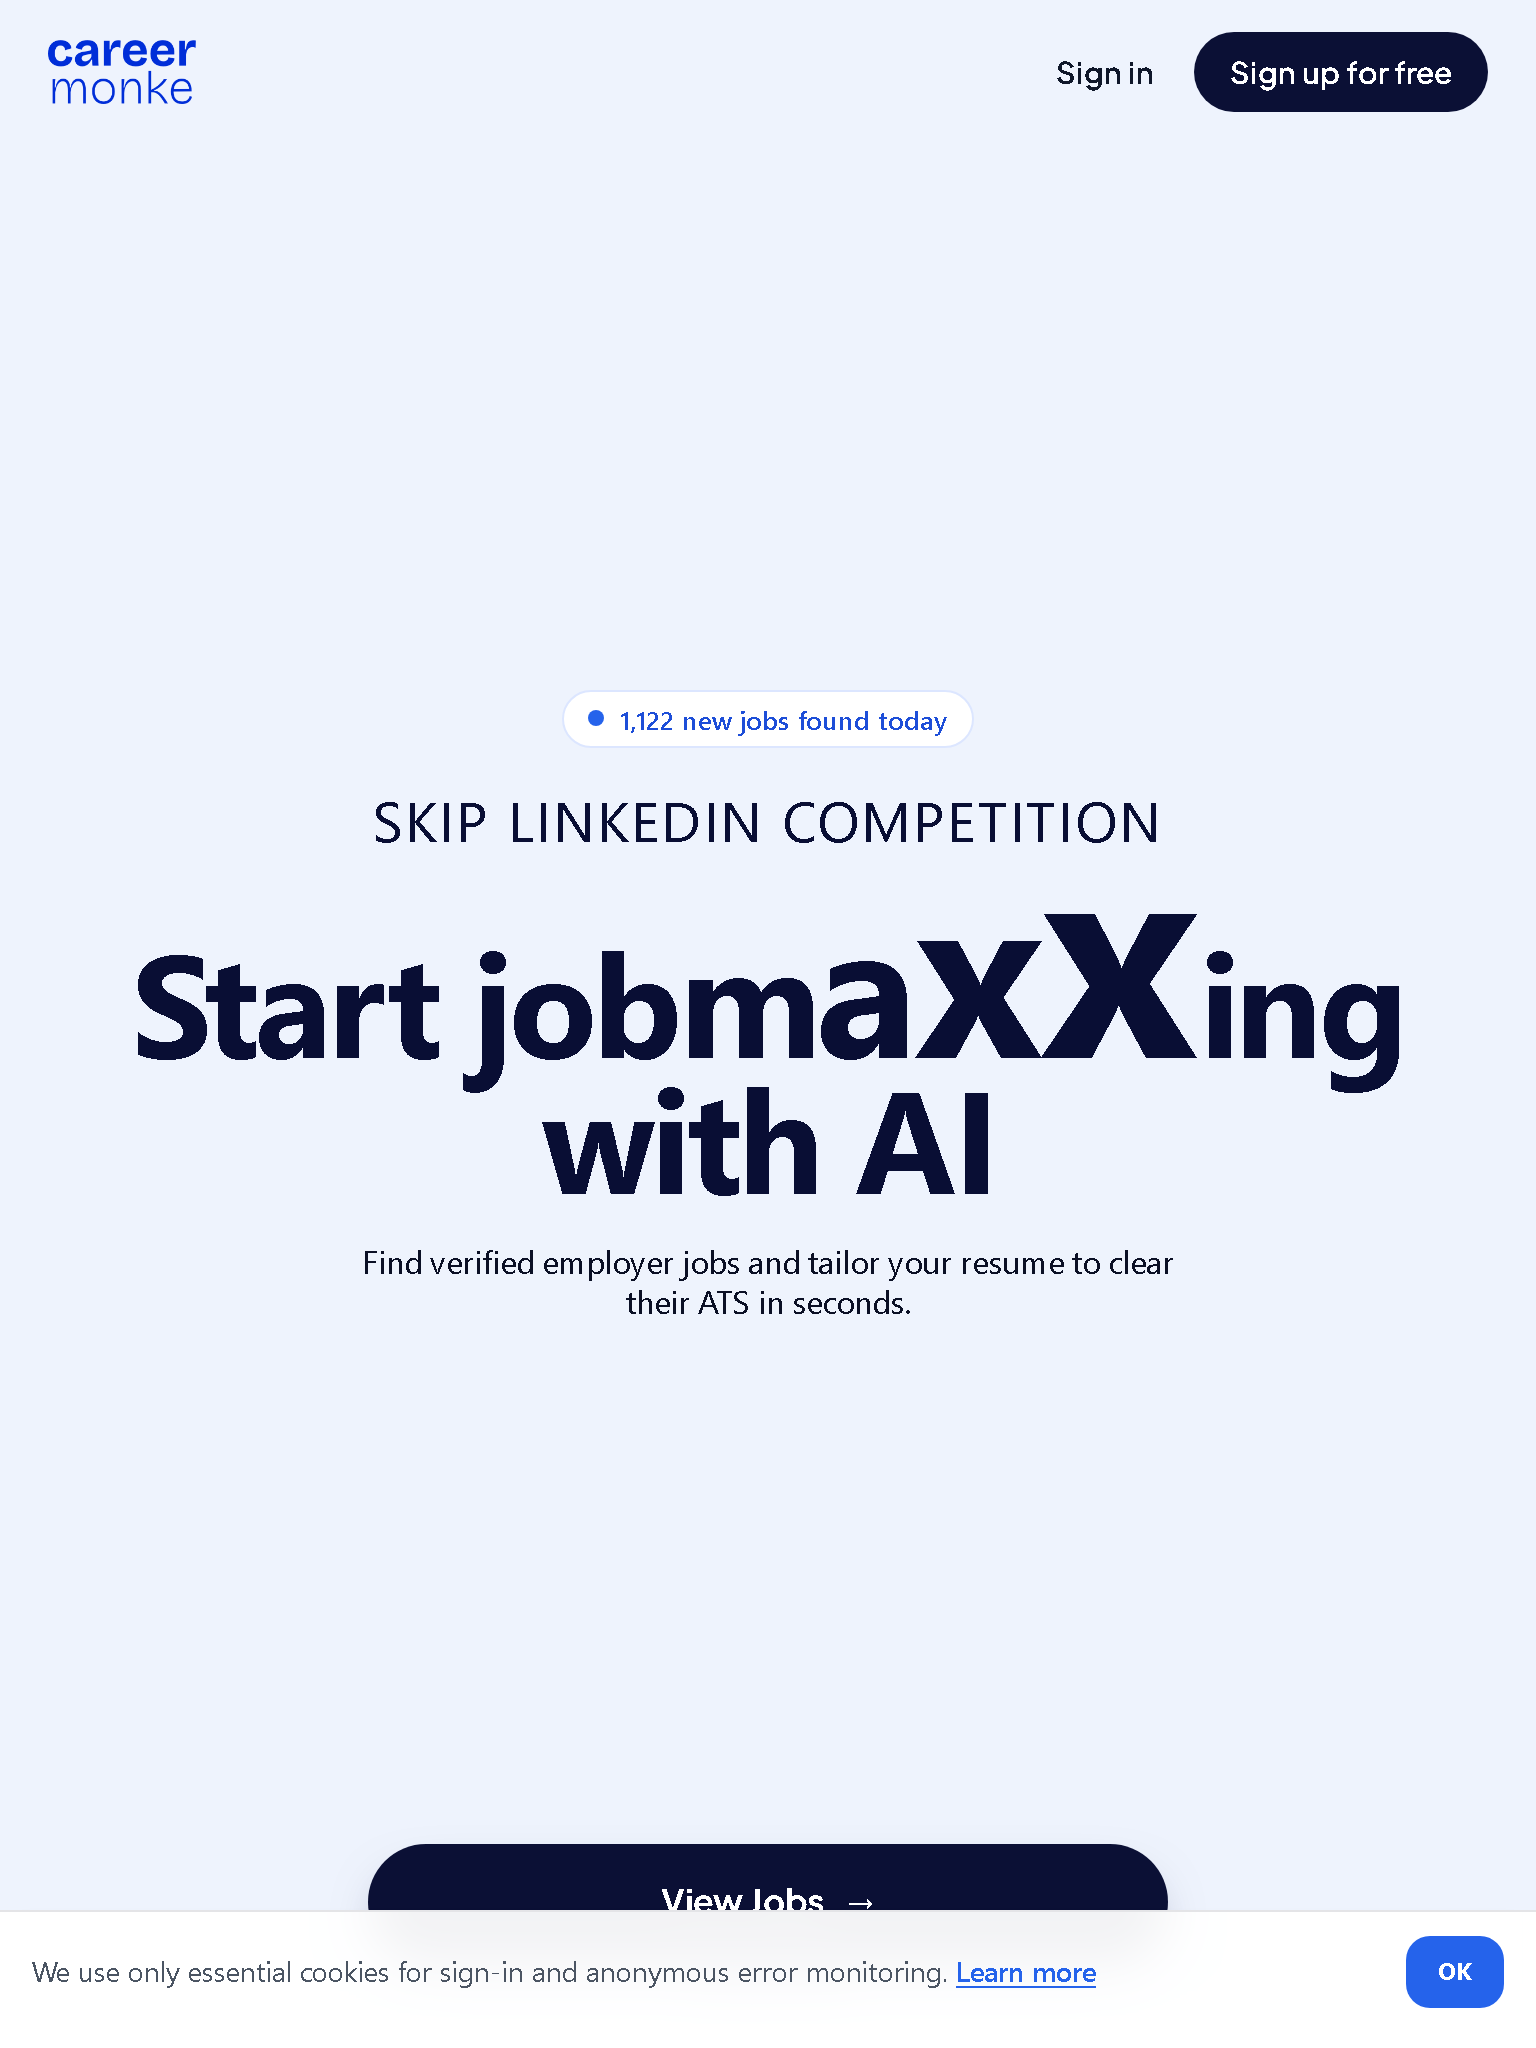 career
monke
Sign in
Sign up for free
1,122 new jobs found today
SKIP LINKEDIN COMPETITION
Start jobmaxXing
with AI
Find verified employer jobs and tailor your resume to clear
their ATS in seconds.
View Jobs →
We use only essential cookies for sign-in and anonymous error monitoring. Learn more
OK